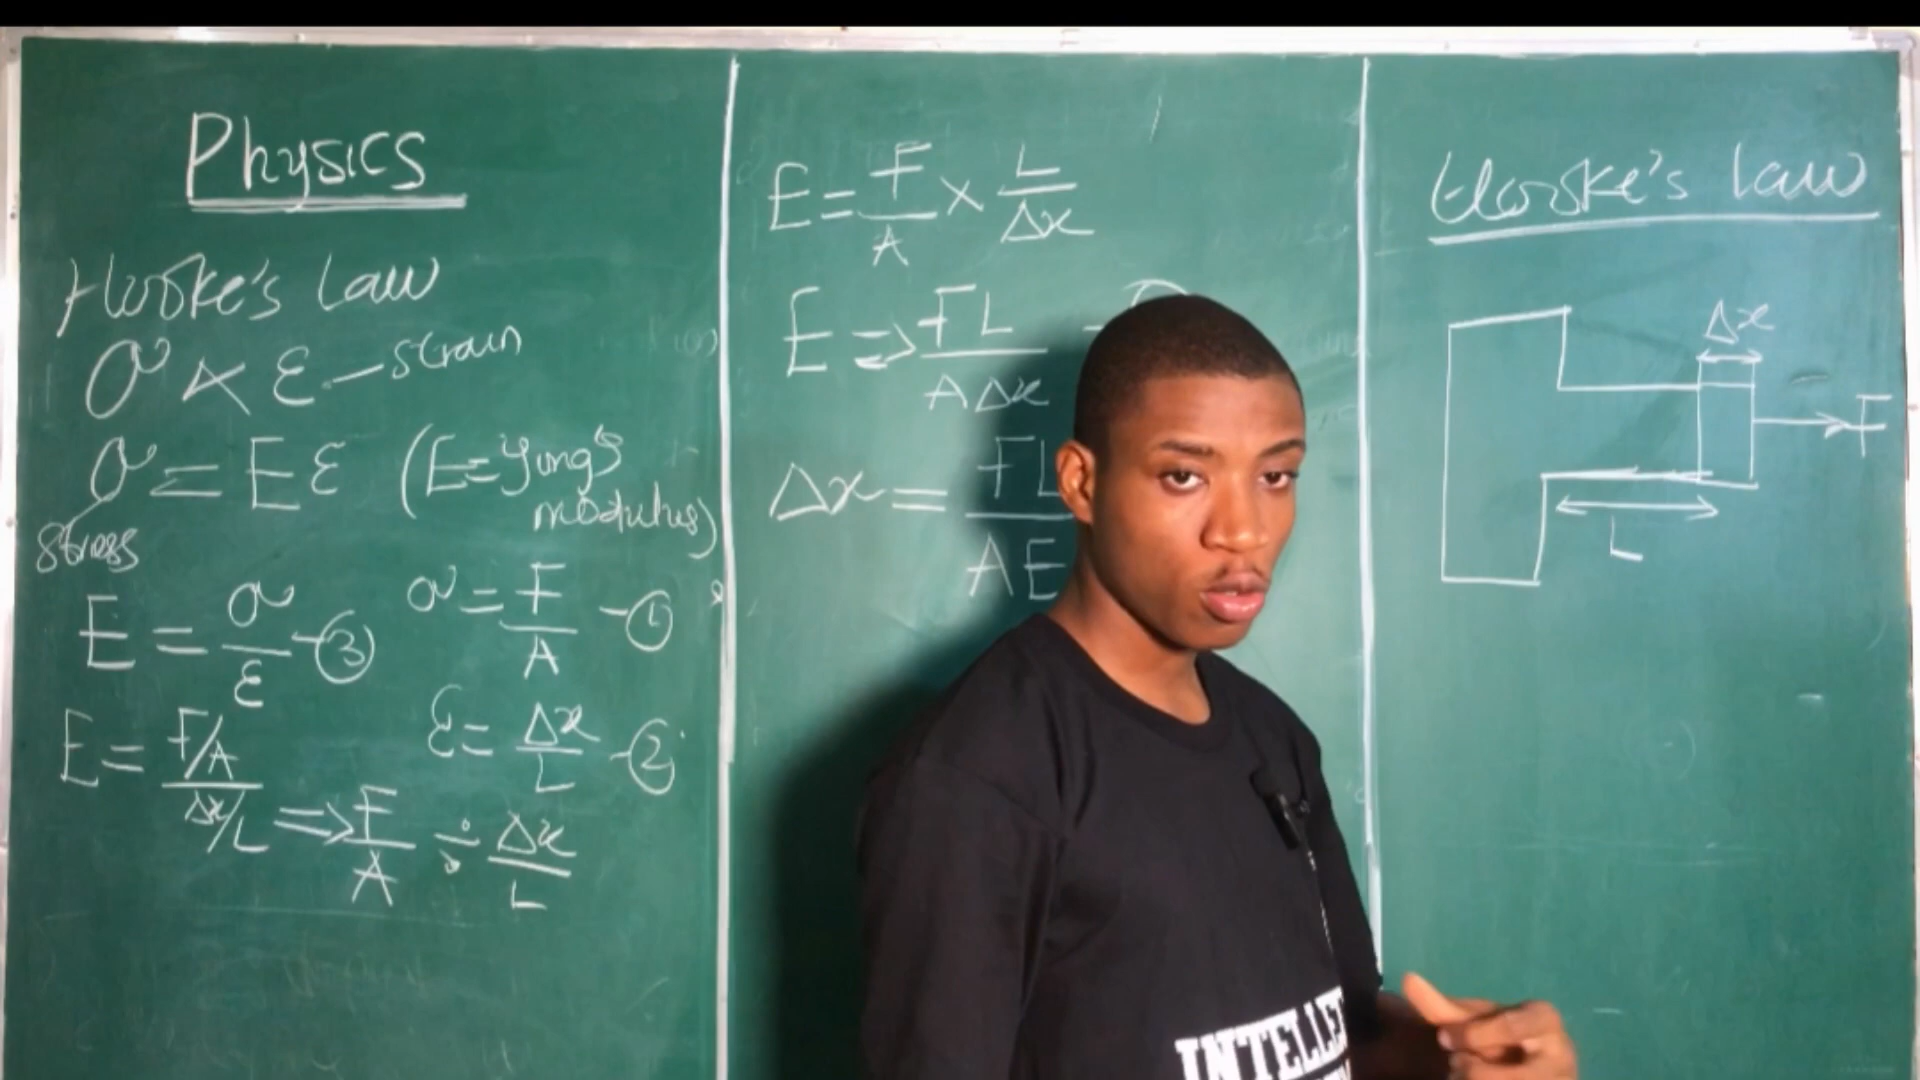 Physics
Hooke's Law
σ ∝ ε - strain
σ = Eε (E = Yung's
modulus)
stress
E = σ/ε - ③
σ = F/A - ①
E = F/A / Δx/L ⇒ F/A ÷ Δx/L
ε = Δx/L - ②
E = F/A × L/Δx
E ⇒ FL/AΔx -
Δx = FL/AE
Hooke's law
Δx
F
L
INTELLE